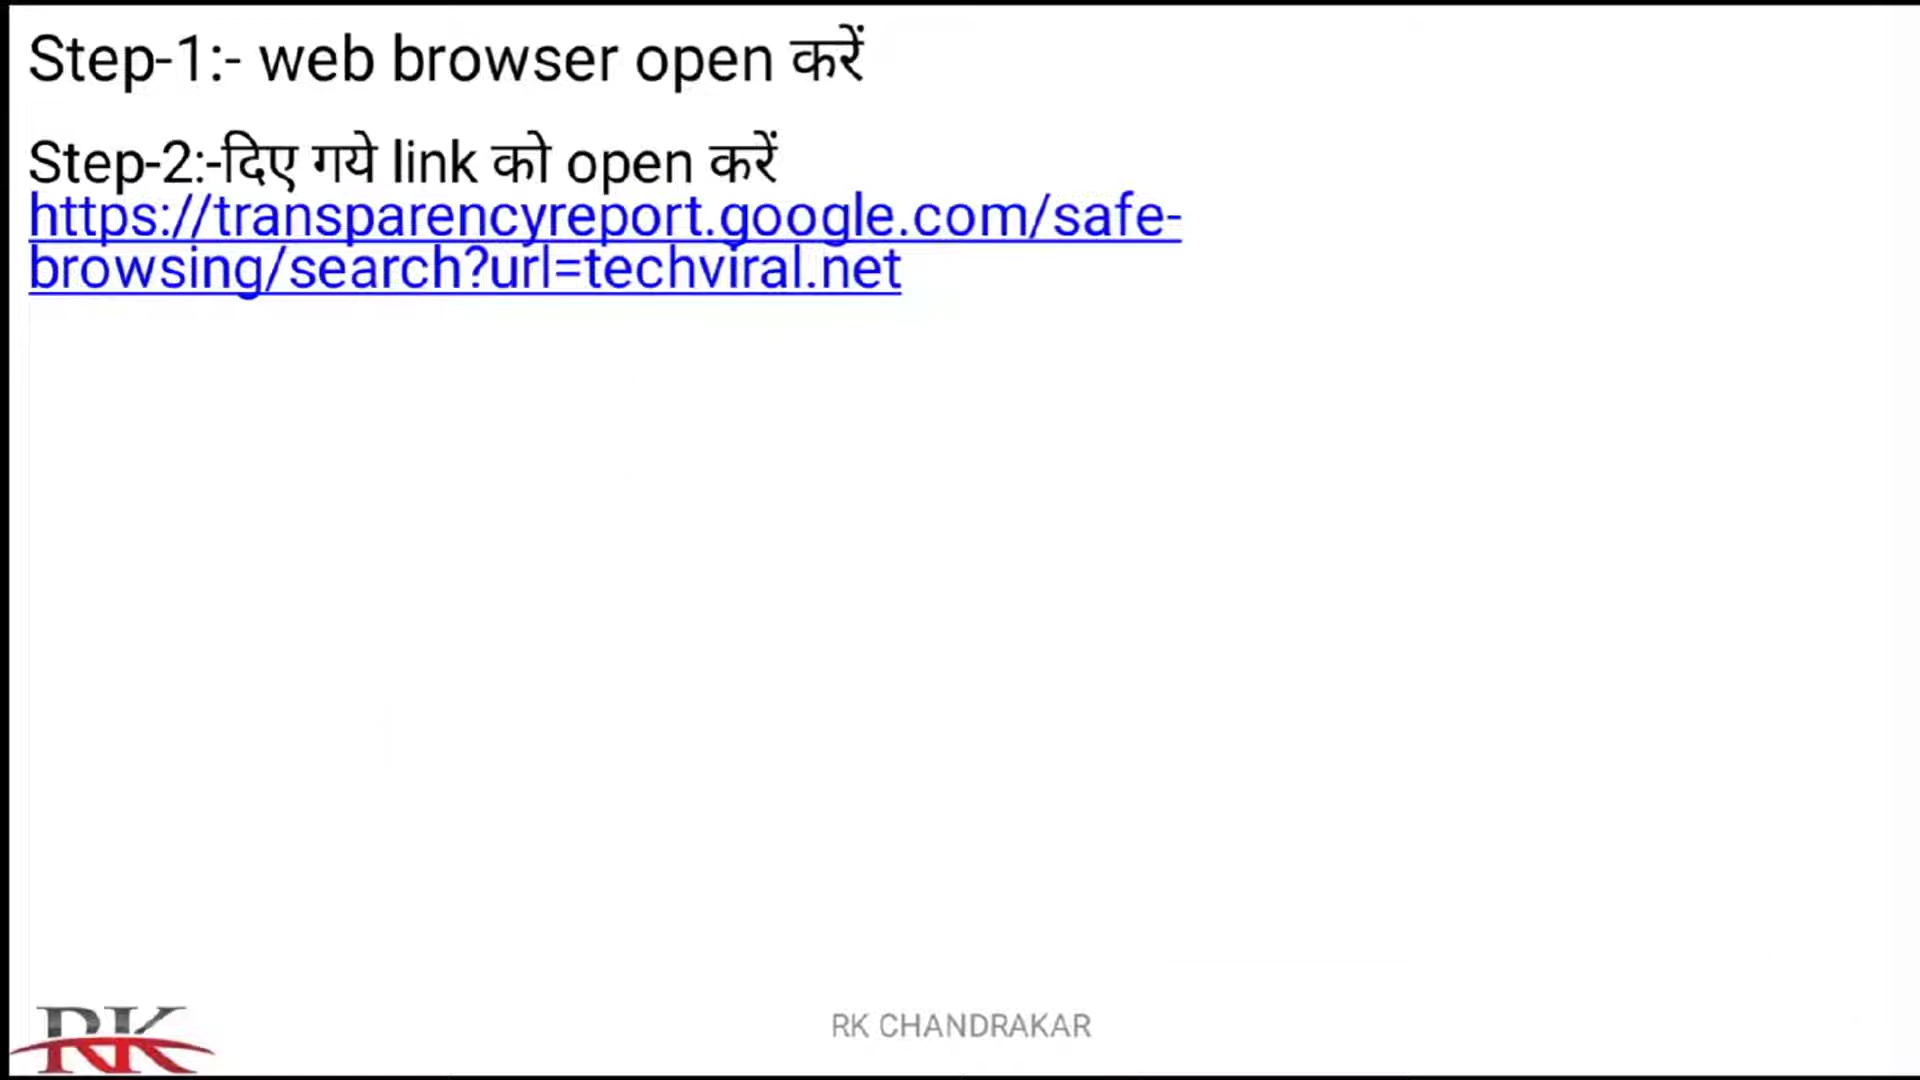 Step-1:- web browser open करें
Step-2:-दिए गये link को open करें
https://transparencyreport.google.com/safe-
browsing/search?url=techviral.net
RK
RK CHANDRAKAR